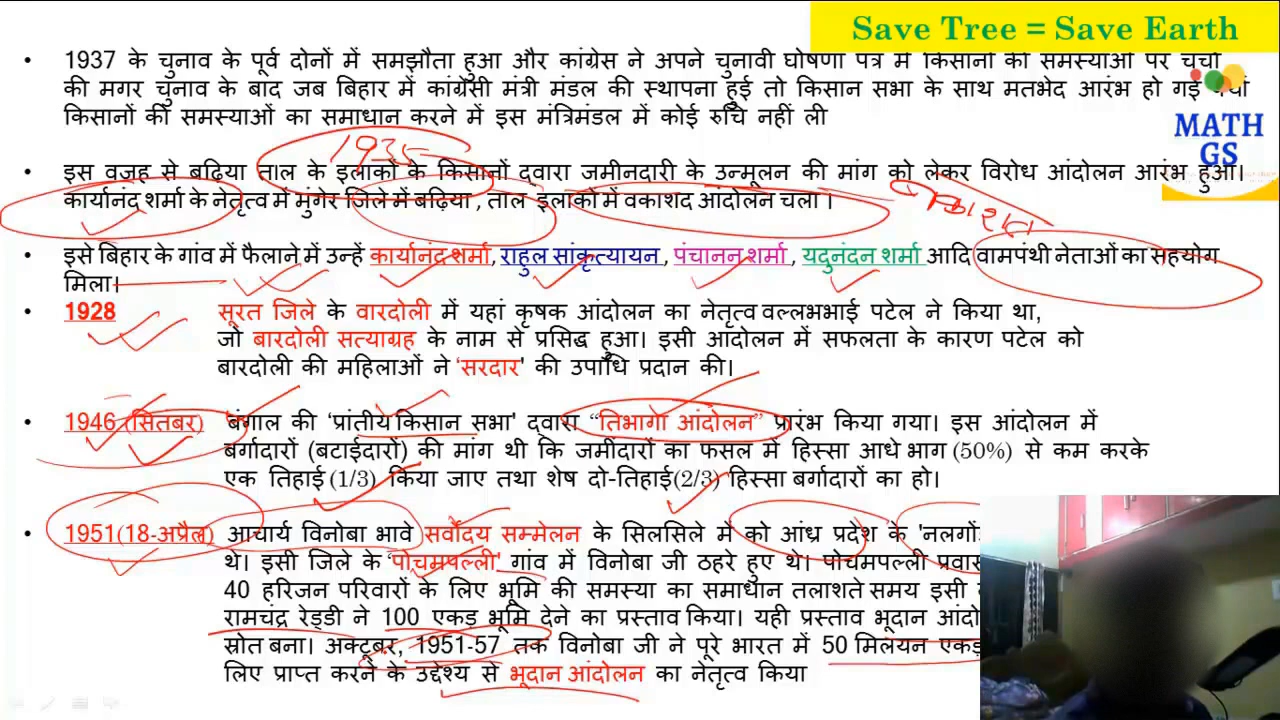 Save Tree = Save Earth
1937 के चुनाव के पूर्व दोनों में समझौता हुआ और कांग्रेस ने अपने चुनावी घोषणा पत्र में किसानों की समस्याओं पर चर्चा
की मगर चुनाव के बाद जब बिहार में कांग्रेसी मंत्री मंडल की स्थापना हुई तो किसान सभा के साथ मतभेद आरंभ हो गई
किसानों की समस्याओं का समाधान करने में इस मंत्रिमंडल में कोई रुचि नहीं ली
MATH
GS
1935
इस वजह से बढ़िया ताल के इलाकों के किसानों द्वारा जमीनदारी के उन्मूलन की मांग को लेकर विरोध आंदोलन आरंभ हुआ।
कार्यानंद शर्मा के नेतृत्व में मुंगेर जिले में बढ़िया , ताल इलाकों में वकाशद आंदोलन चला ।
इसे बिहार के गांव में फैलाने में उन्हें कार्यानंद शर्मा, राहुल सांकृत्यायन , पंचानन शर्मा , यदुनंदन शर्मा आदि वामपंथी नेताओं का सहयोग
मिला।
1928 सूरत जिले के वारदोली में यहां कृषक आंदोलन का नेतृत्व वल्लभभाई पटेल ने किया था,
जो बारदोली सत्याग्रह के नाम से प्रसिद्ध हुआ। इसी आंदोलन में सफलता के कारण पटेल को
बारदोली की महिलाओं ने 'सरदार' की उपाधि प्रदान की।
1946 (सितबर) 'बंगाल की 'प्रांतीय किसान सभा' द्वारा “तिभागा आंदोलन” प्रारंभ किया गया। इस आंदोलन में
बर्गादारों (बटाईदारों) की मांग थी कि जमींदारों का फसल में हिस्सा आधे भाग (50%) से कम करके
एक तिहाई (1/3) किया जाए तथा शेष दो-तिहाई(2/3) हिस्सा बर्गादारों का हो।
1951(18-अप्रैल) आचार्य विनोबा भावे सर्वोदय सम्मेलन के सिलसिले में को आंध्र प्रदेश के
थे। इसी जिले के 'पोचमपल्ली' गांव में विनोबा जी ठहरे हुए थे। पोचमपल्ली
40 हरिजन परिवारों के लिए भूमि की समस्या का समाधान तलाशते समय इसी
रामचंद्र रेड्डी ने 100 एकड़ भूमि देने का प्रस्ताव किया। यही प्रस्ताव भूदान
स्रोत बना। अक्टूबर, 1951-57 तक विनोबा जी ने पूरे भारत में 50 मिलयन एकड़
लिए प्राप्त करने के उद्देश्य से भूदान आंदोलन का नेतृत्व किया